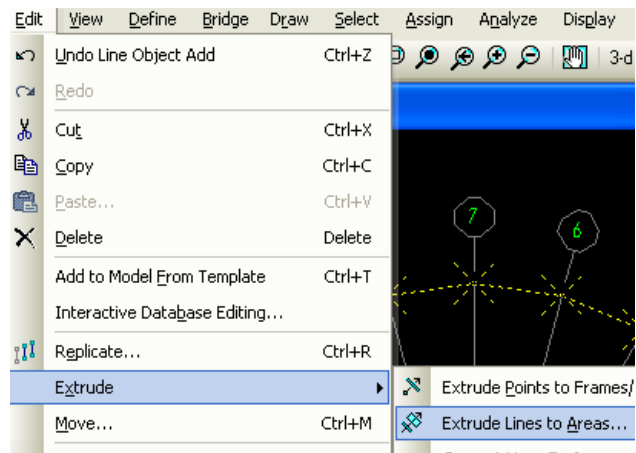 Edit View Define Bridge Draw Select Assign Analyze Display
Undo Line Object Add Ctrl+Z
3-d
Redo
Cut Ctrl+X
Copy Ctrl+C
Paste... Ctrl+V
Delete Delete
Add to Model From Template Ctrl+T
Interactive Database Editing...
Replicate... Ctrl+R
Extrude
Move... Ctrl+M
7
6
Extrude Points to Frames/
Extrude Lines to Areas...